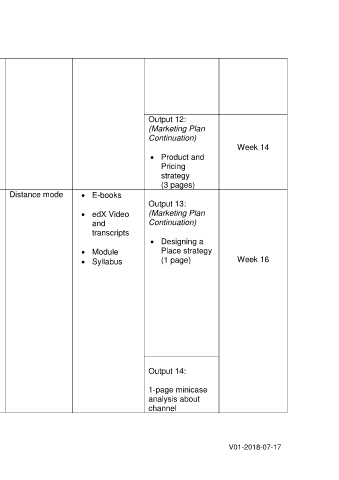 Output 12:
(Marketing Plan
Continuation)
• Product and
Pricing
strategy
(3 pages)
Week 14
Distance mode
• E-books
• edX Video
and
transcripts
• Module
• Syllabus
Output 13:
(Marketing Plan
Continuation)
• Designing a
Place strategy
(1 page)
Week 16
Output 14:
1-page minicase
analysis about
channel
V01-2018-07-17